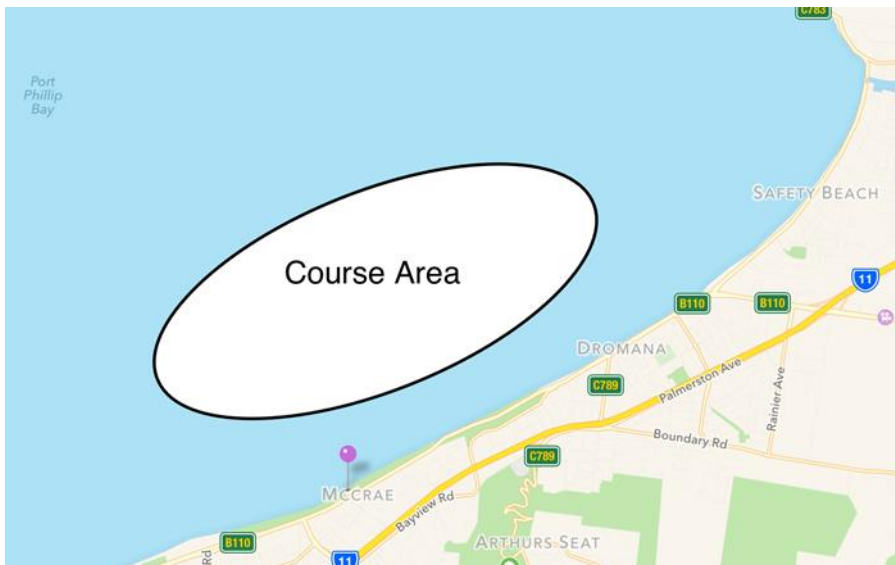 C783
Port
Phillip
Bay
SAFETY BEACH
Course Area
11
B110
B110
DROMANA
C789
Palmerston Ave
Rainier Ave
Boundary Rd
C789
MCCRAE
Bayview Rd
B110
ARTHURS SEAT
Rd
11